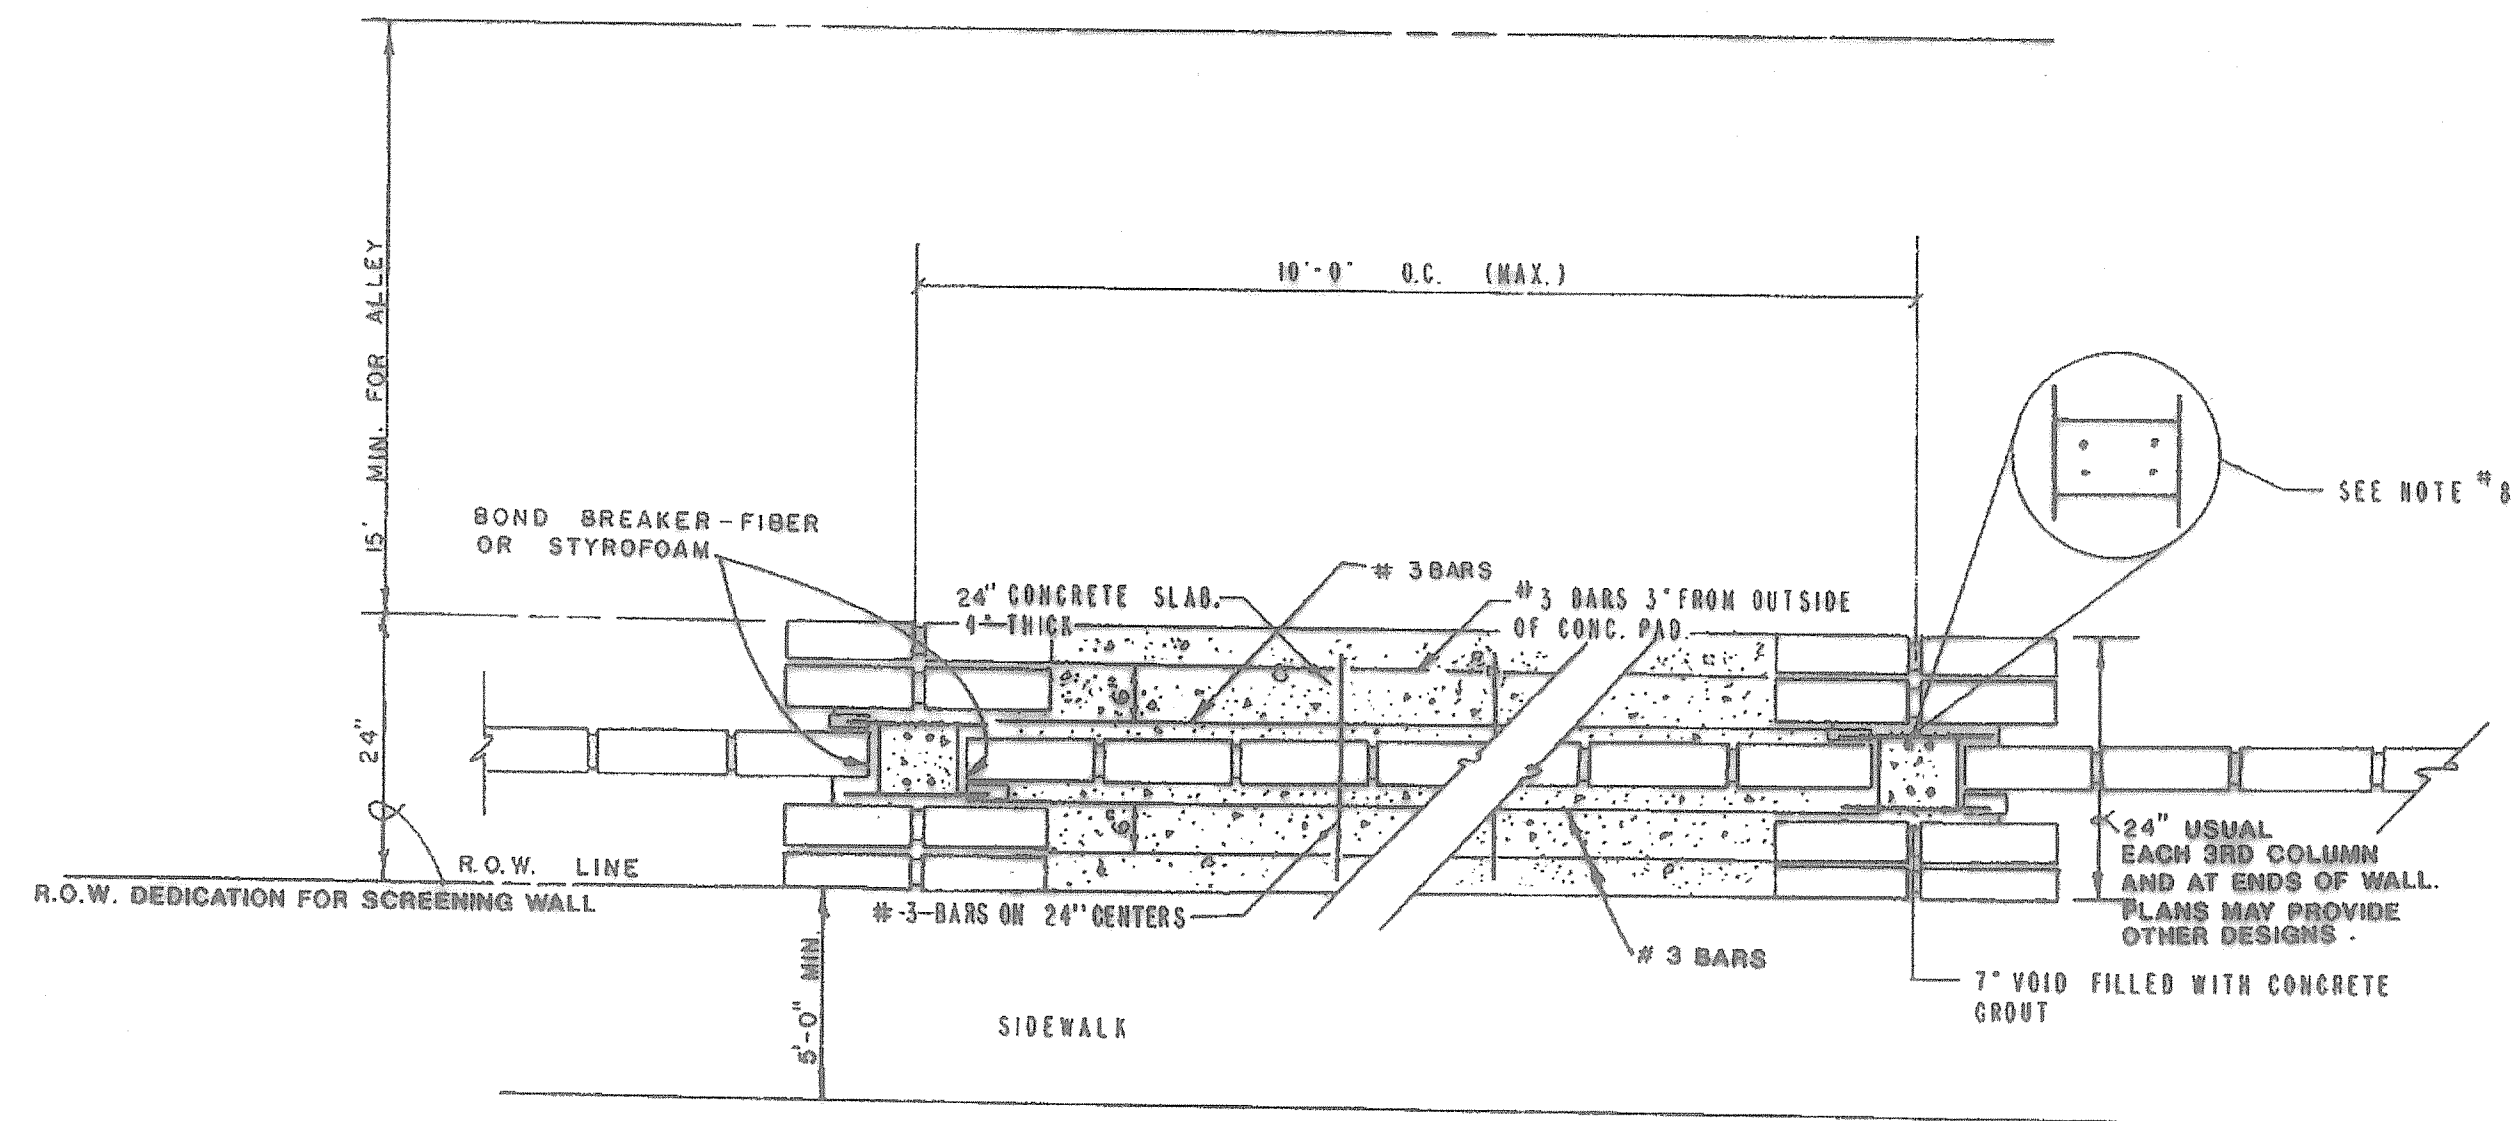 10'-0" O.C. (MAX.)
15' MIN. FOR ALLEY
SEE NOTE #8
BOND BREAKER-FIBER
OR STYROFOAM
# 3 BARS
24" CONCRETE SLAB.
4" THICK
#3 BARS 3" FROM OUTSIDE
OF CONC. PAD.
24"
6
6
R.O.W. LINE
R.O.W. DEDICATION FOR SCREENING WALL
#-3-BARS ON 24" CENTERS
# 3 BARS
24" USUAL
EACH 3RD COLUMN
AND AT ENDS OF WALL.
PLANS MAY PROVIDE
OTHER DESIGNS.
7" VOID FILLED WITH CONCRETE
GROUT
5'-0" MIN.
SIDEWALK